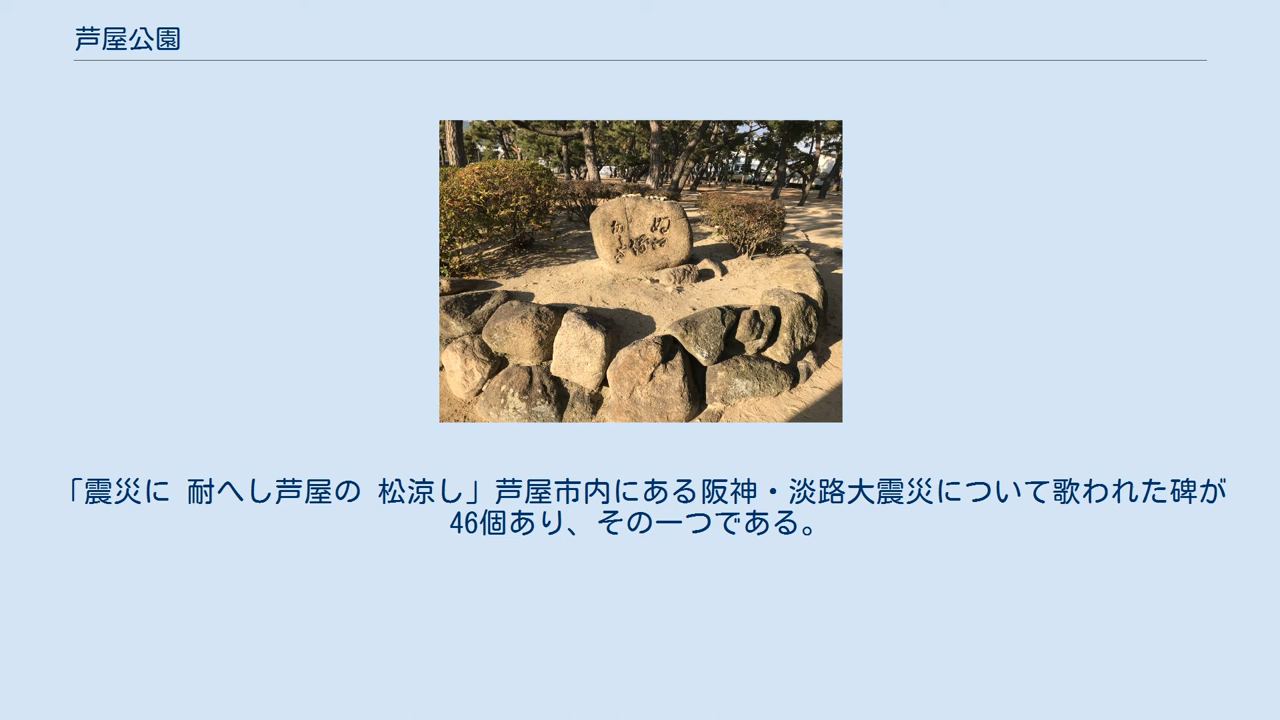 芦屋公園
「震災に 耐へし芦屋の 松涼し」芦屋市内にある阪神・淡路大震災について歌われた碑が
46個あり、その一つである。